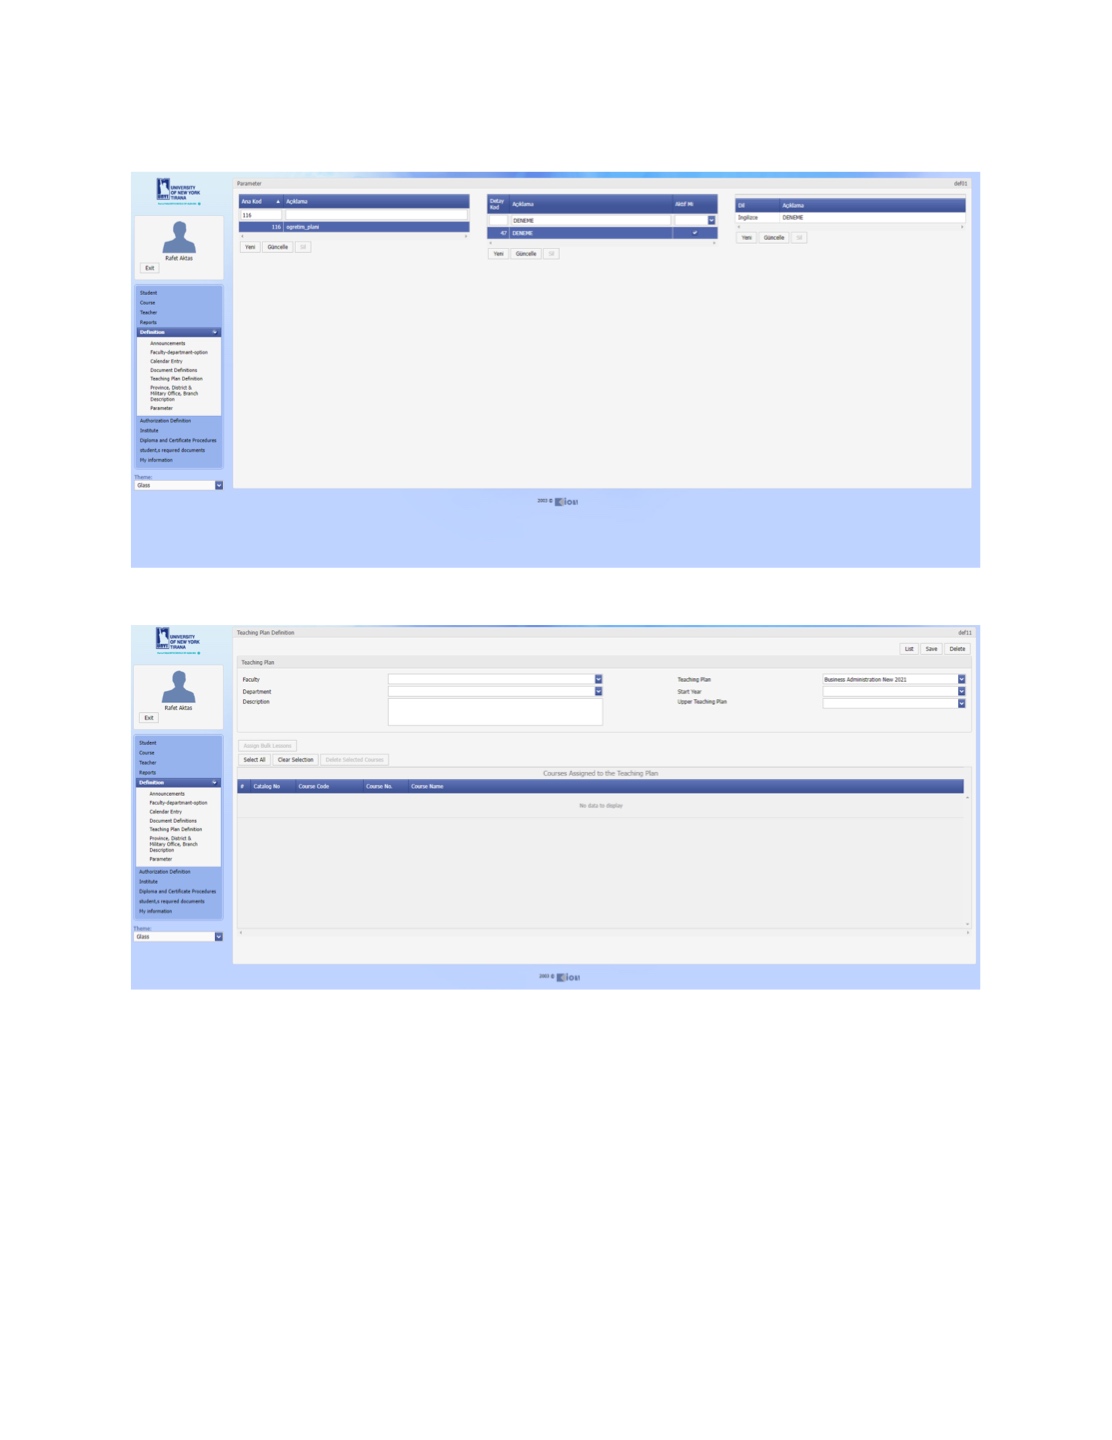 UNIVERSITY
OF NEW YORK
TIRANA
Rafet Aktas
Exit
Student
Course
Teacher
Reports
Definition
Announcements
Faculty-department-option
Calendar Entry
Document Definitions
Teaching Plan Definition
Province, District &
Military Office, Branch
Description
Parameter
Authorization Definition
Institute
Diploma and Certificate Procedures
student,s required documents
My information
Theme:
Glass
Parameter def01
Ana Kod Açıklama
116
116 ogretim_plani
Yeni Güncelle Sil
Detay
Kod Açıklama Aktif Mi
DENEME
47 DENEME
Yeni Güncelle Sil
Dil Açıklama
İngilizce DENEME
Yeni Güncelle Sil
2003 ©
UNIVERSITY
OF NEW YORK
TIRANA
Rafet Aktas
Exit
Student
Course
Teacher
Reports
Definition
Announcements
Faculty-department-option
Calendar Entry
Document Definitions
Teaching Plan Definition
Province, District &
Military Office, Branch
Description
Parameter
Authorization Definition
Institute
Diploma and Certificate Procedures
student,s required documents
My information
Theme:
Glass
Teaching Plan Definition def11
List Save Delete
Teaching Plan
Faculty Teaching Plan Business Administration New 2021
Department Start Year
Description Upper Teaching Plan
Assign Bulk Lessons
Select All Clear Selection Delete Selected Courses
Courses Assigned to the Teaching Plan
# Catalog No Course Code Course No. Course Name
No data to display
2003 ©